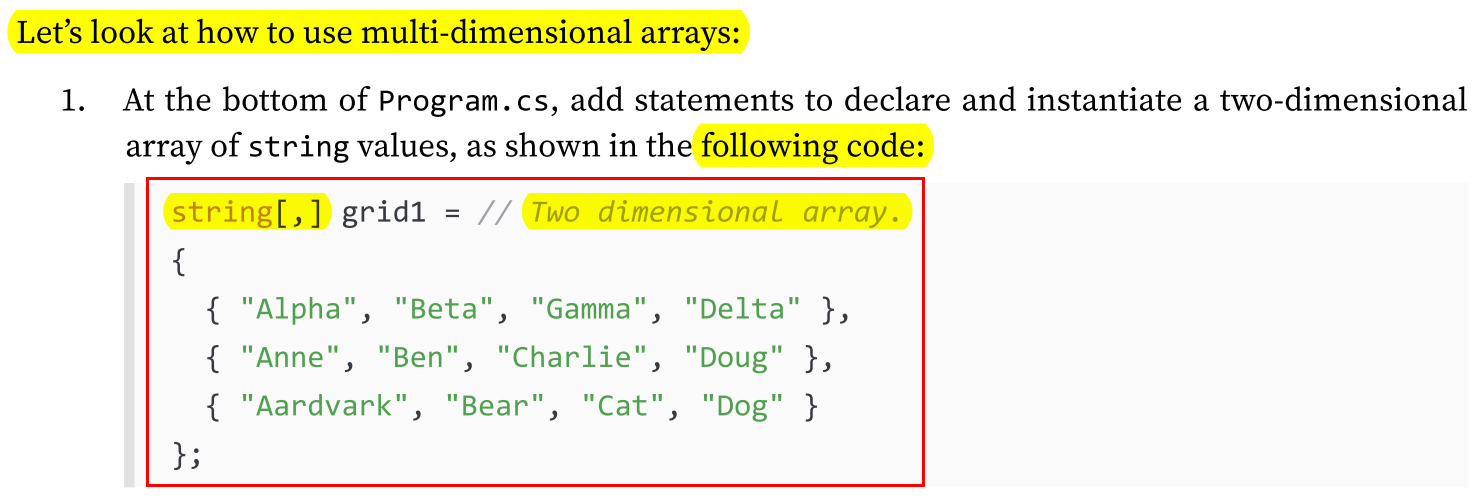 Let’s look at how to use multi-dimensional arrays:
1. At the bottom of Program.cs, add statements to declare and instantiate a two-dimensional
array of string values, as shown in the following code:
string[,] grid1 = // Two dimensional array.
{
{ "Alpha", "Beta", "Gamma", "Delta" },
{ "Anne", "Ben", "Charlie", "Doug" },
{ "Aardvark", "Bear", "Cat", "Dog" }
};